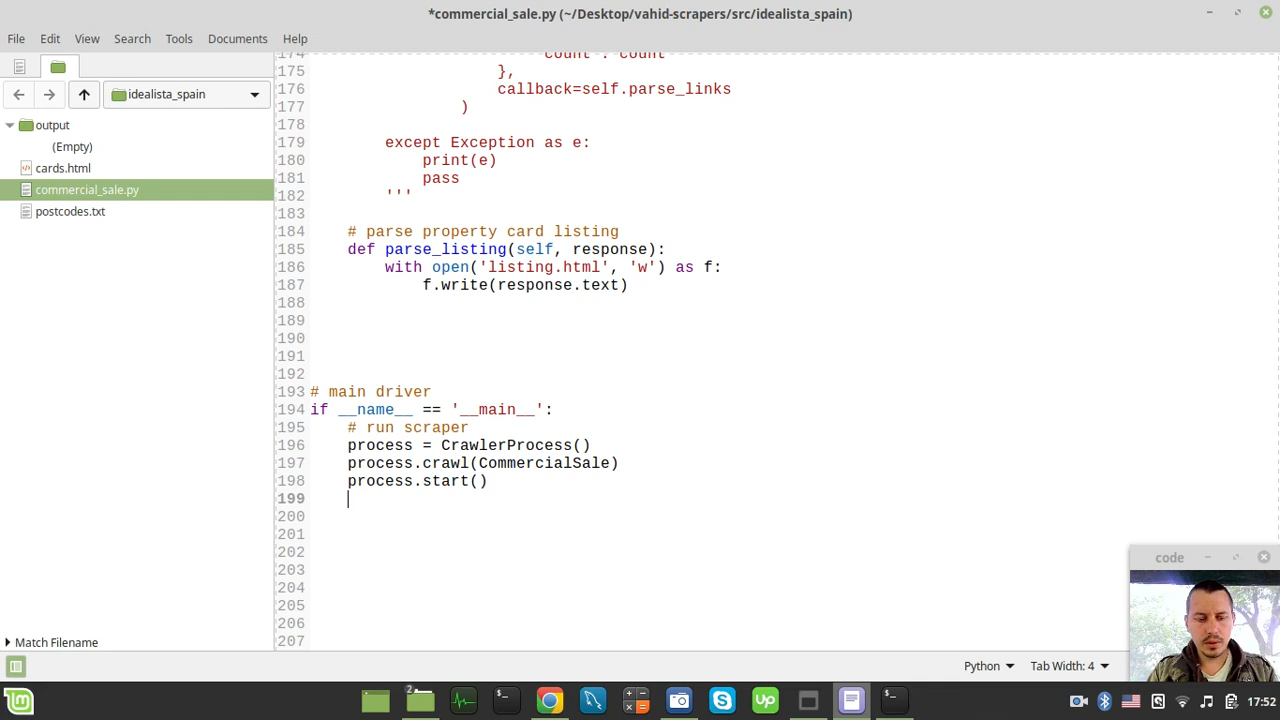 *commercial_sale.py (~/Desktop/vahid-scrapers/src/idealista_spain)
File Edit View Search Tools Documents Help
idealista_spain
output
(Empty)
cards.html
commercial_sale.py
postcodes.txt
Match Filename
174 'count': count
175 },
176 callback=self.parse_links
177 )
178
179 except Exception as e:
180 print(e)
181 pass
182 '''
183
184 # parse property card listing
185 def parse_listing(self, response):
186 with open('listing.html', 'w') as f:
187 f.write(response.text)
188
189
190
191
192
193 # main driver
194 if __name__ == '__main__':
195 # run scraper
196 process = CrawlerProcess()
197 process.crawl(CommercialSale)
198 process.start()
199
200
201
202
203
204
205
206
207
code
Python Tab Width: 4
2 $_ Up $_ 17:52